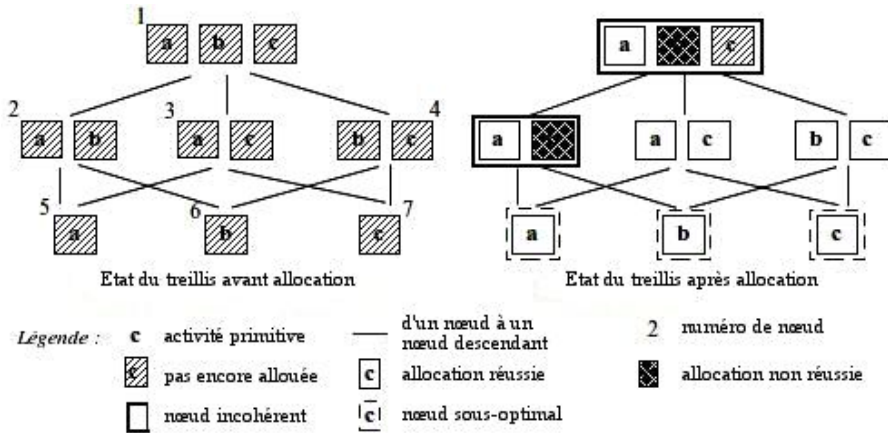 1
a b c a c
2 3 4
a b a c b c a a c b c
5 6 7
a b c a b c
Etat du treillis avant allocation Etat du treillis après allocation
Légende : c activité primitive d'un nœud à un nœud descendant 2 numéro de nœud
c pas encore allouée c allocation réussie allocation non réussie
nœud incohérent c nœud sous-optimal